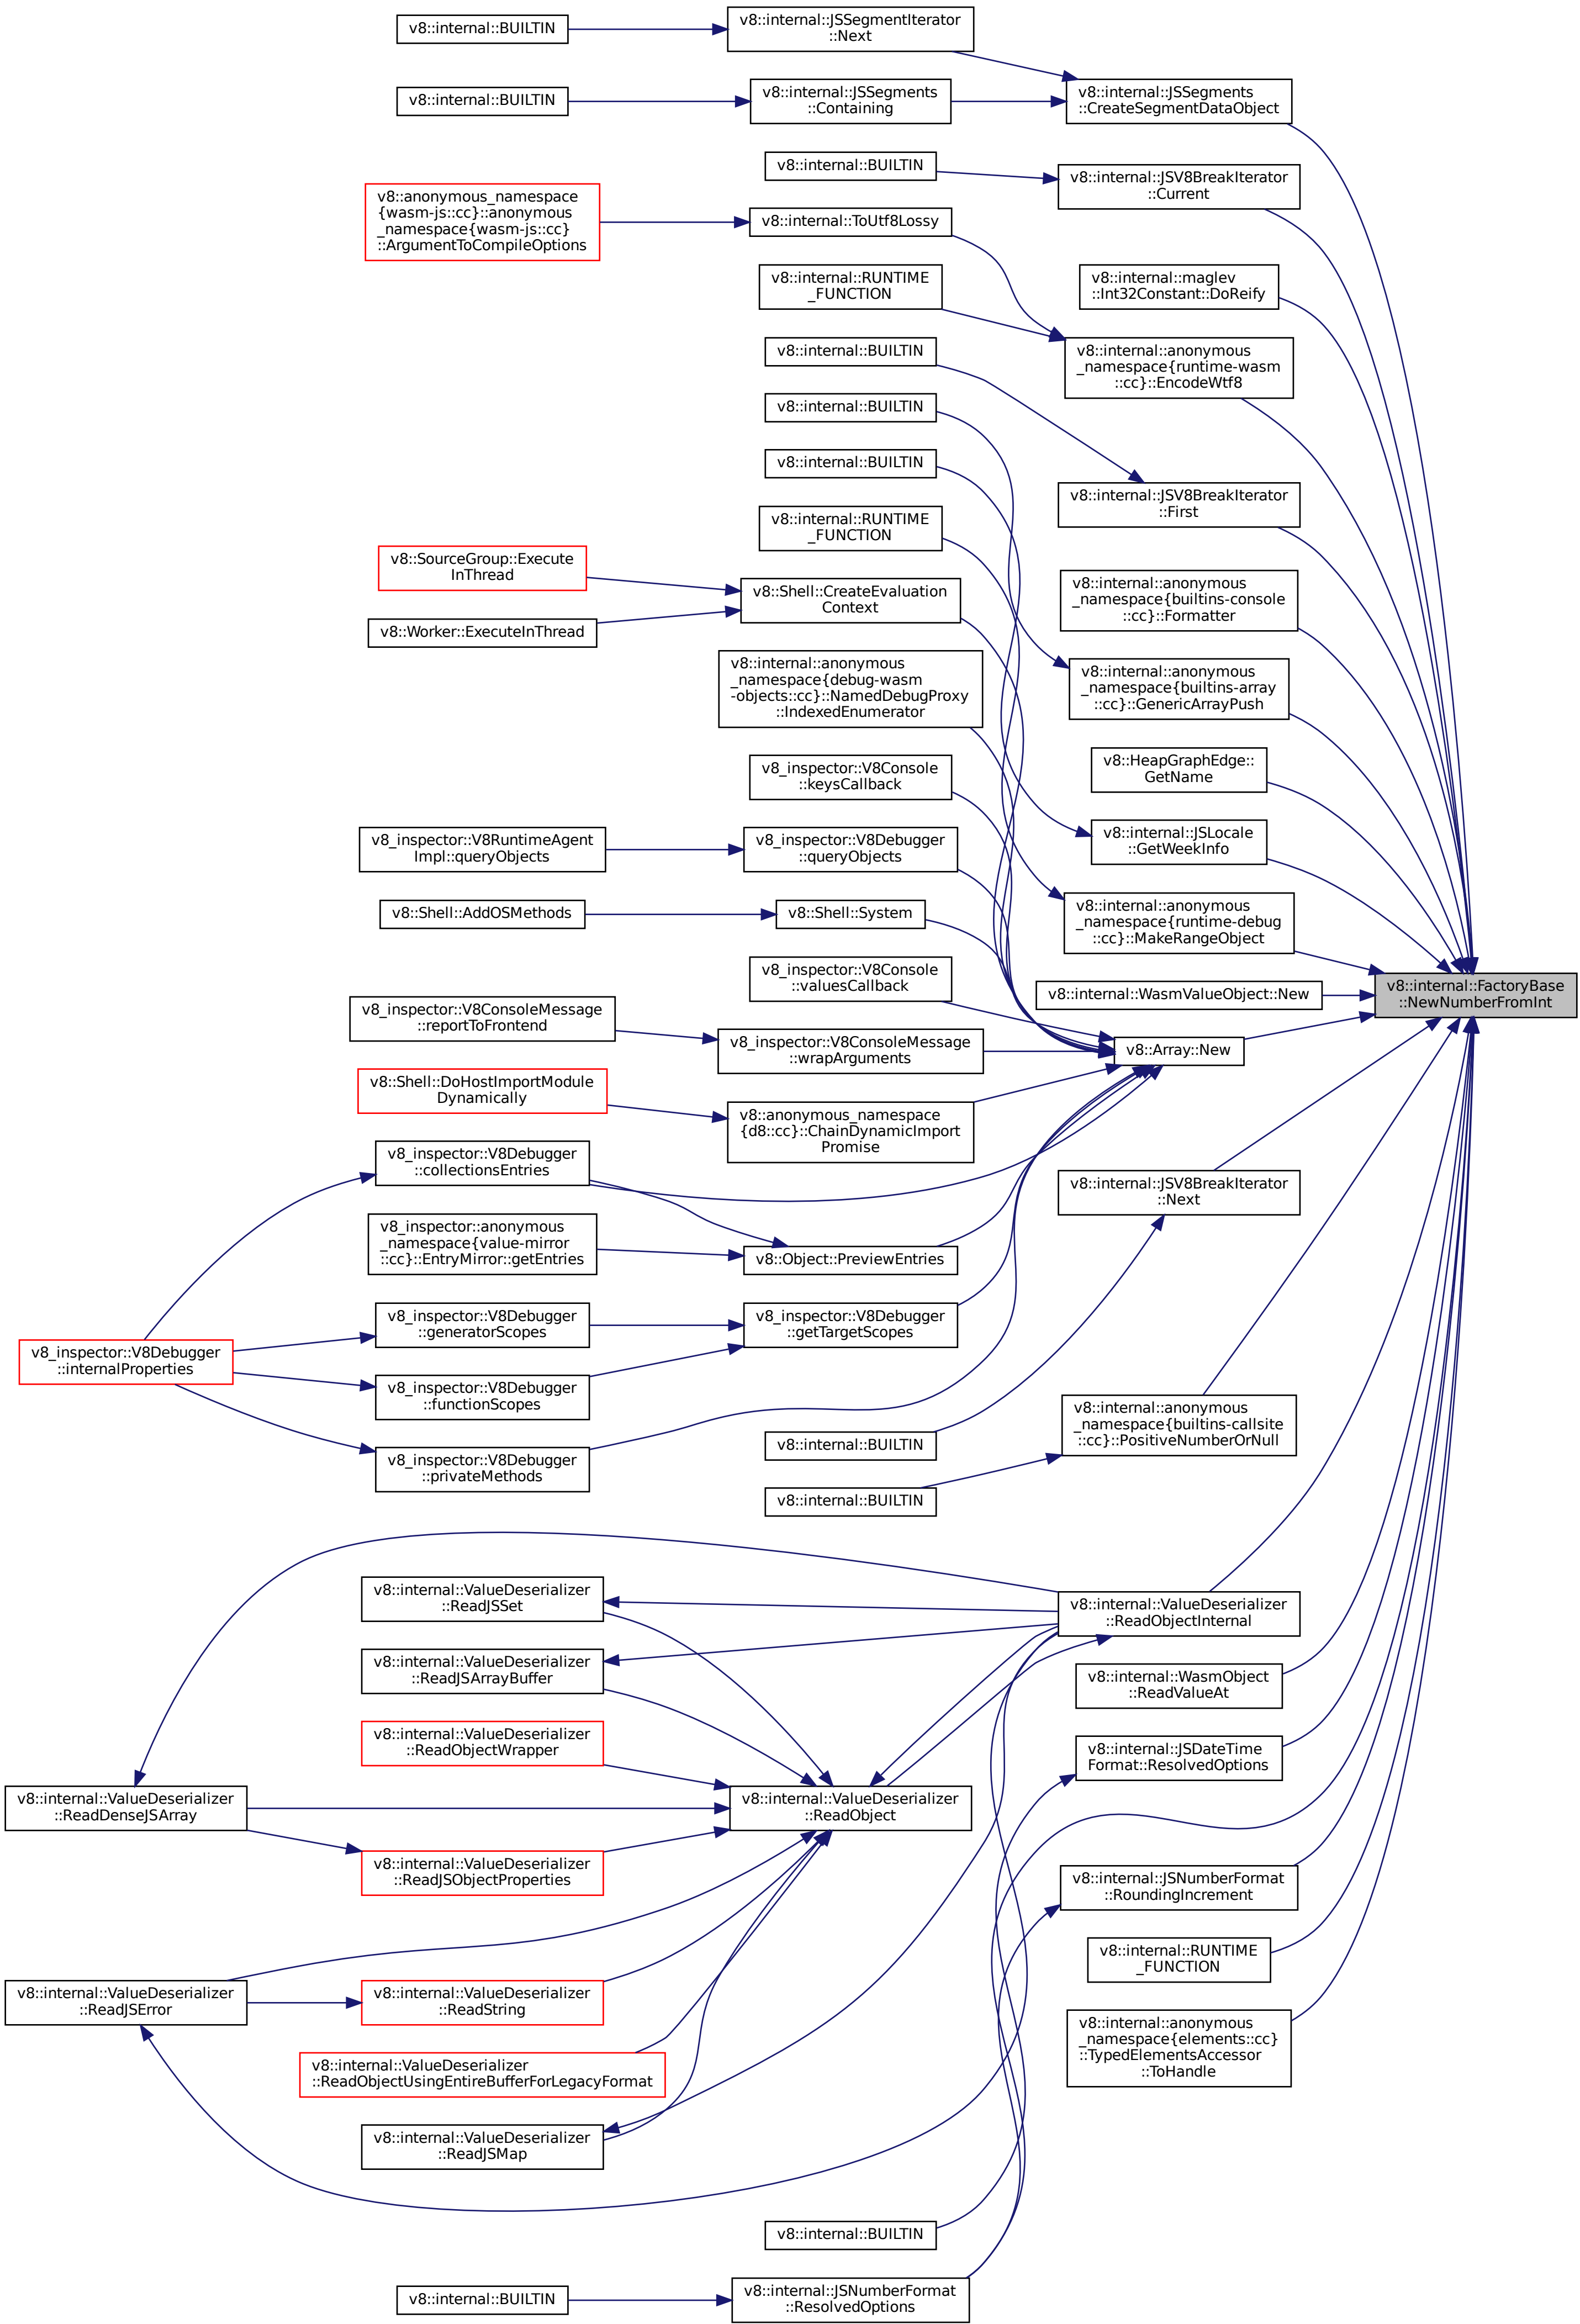 v8::internal::JSSegmentIterator
::Next
v8::internal::BUILTIN
v8::internal::JSSegments
::CreateSegmentDataObject
v8::internal::JSSegments
::Containing
v8::internal::BUILTIN
v8::internal::BUILTIN
v8::internal::JSV8BreakIterator
::Current
v8::anonymous_namespace
{wasm-js::cc}::anonymous
_namespace{wasm-js::cc}
::ArgumentToCompileOptions
v8::internal::ToUtf8Lossy
v8::internal::RUNTIME
_FUNCTION
v8::internal::maglev
::Int32Constant::DoReify
v8::internal::BUILTIN
v8::internal::anonymous
_namespace{runtime-wasm
::cc}::EncodeWtf8
v8::internal::BUILTIN
v8::internal::BUILTIN
v8::internal::JSV8BreakIterator
::First
v8::internal::RUNTIME
_FUNCTION
v8::SourceGroup::Execute
InThread
v8::Shell::CreateEvaluation
Context
v8::internal::anonymous
_namespace{builtins-console
::cc}::Formatter
v8::Worker::ExecuteInThread
v8::internal::anonymous
_namespace{debug-wasm
-objects::cc}::NamedDebugProxy
::IndexedEnumerator
v8::internal::anonymous
_namespace{builtins-array
::cc}::GenericArrayPush
v8_inspector::V8Console
::keysCallback
v8::HeapGraphEdge::
GetName
v8_inspector::V8RuntimeAgent
Impl::queryObjects
v8_inspector::V8Debugger
::queryObjects
v8::internal::JSLocale
::GetWeekInfo
v8::Shell::AddOSMethods
v8::Shell::System
v8::internal::anonymous
_namespace{runtime-debug
::cc}::MakeRangeObject
v8_inspector::V8Console
::valuesCallback
v8::internal::WasmValueObject::New
v8::internal::FactoryBase
::NewNumberFromInt
v8_inspector::V8ConsoleMessage
::reportToFrontend
v8_inspector::V8ConsoleMessage
::wrapArguments
v8::Array::New
v8::Shell::DoHostImportModule
Dynamically
v8::anonymous_namespace
{d8::cc}::ChainDynamicImport
Promise
v8_inspector::V8Debugger
::collectionsEntries
v8::internal::JSV8BreakIterator
::Next
v8_inspector::anonymous
_namespace{value-mirror
::cc}::EntryMirror::getEntries
v8::Object::PreviewEntries
v8_inspector::V8Debugger
::generatorScopes
v8_inspector::V8Debugger
::getTargetScopes
v8_inspector::V8Debugger
::internalProperties
v8_inspector::V8Debugger
::functionScopes
v8::internal::anonymous
_namespace{builtins-callsite
::cc}::PositiveNumberOrNull
v8::internal::BUILTIN
v8_inspector::V8Debugger
::privateMethods
v8::internal::BUILTIN
v8::internal::ValueDeserializer
::ReadJSSet
v8::internal::ValueDeserializer
::ReadObjectInternal
v8::internal::ValueDeserializer
::ReadJSArrayBuffer
v8::internal::WasmObject
::ReadValueAt
v8::internal::ValueDeserializer
::ReadObjectWrapper
v8::internal::JSDateTime
Format::ResolvedOptions
v8::internal::ValueDeserializer
::ReadDenseJSArray
v8::internal::ValueDeserializer
::ReadObject
v8::internal::ValueDeserializer
::ReadJSObjectProperties
v8::internal::JSNumberFormat
::RoundingIncrement
v8::internal::RUNTIME
_FUNCTION
v8::internal::ValueDeserializer
::ReadJSError
v8::internal::ValueDeserializer
::ReadString
v8::internal::anonymous
_namespace{elements::cc}
::TypedElementsAccessor
::ToHandle
v8::internal::ValueDeserializer
::ReadObjectUsingEntireBufferForLegacyFormat
v8::internal::ValueDeserializer
::ReadJSMap
v8::internal::BUILTIN
v8::internal::BUILTIN
v8::internal::JSNumberFormat
::ResolvedOptions